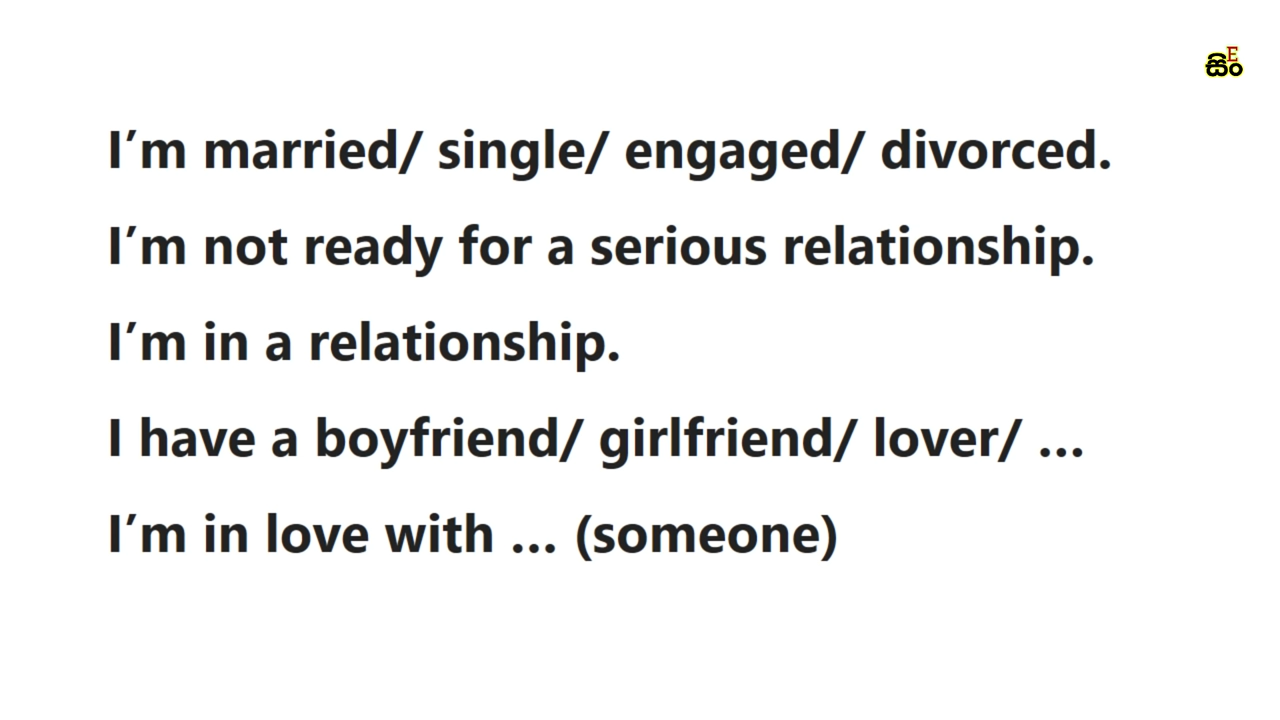 සිංE
I’m married/ single/ engaged/ divorced.
I’m not ready for a serious relationship.
I’m in a relationship.
I have a boyfriend/ girlfriend/ lover/ ...
I’m in love with ... (someone)